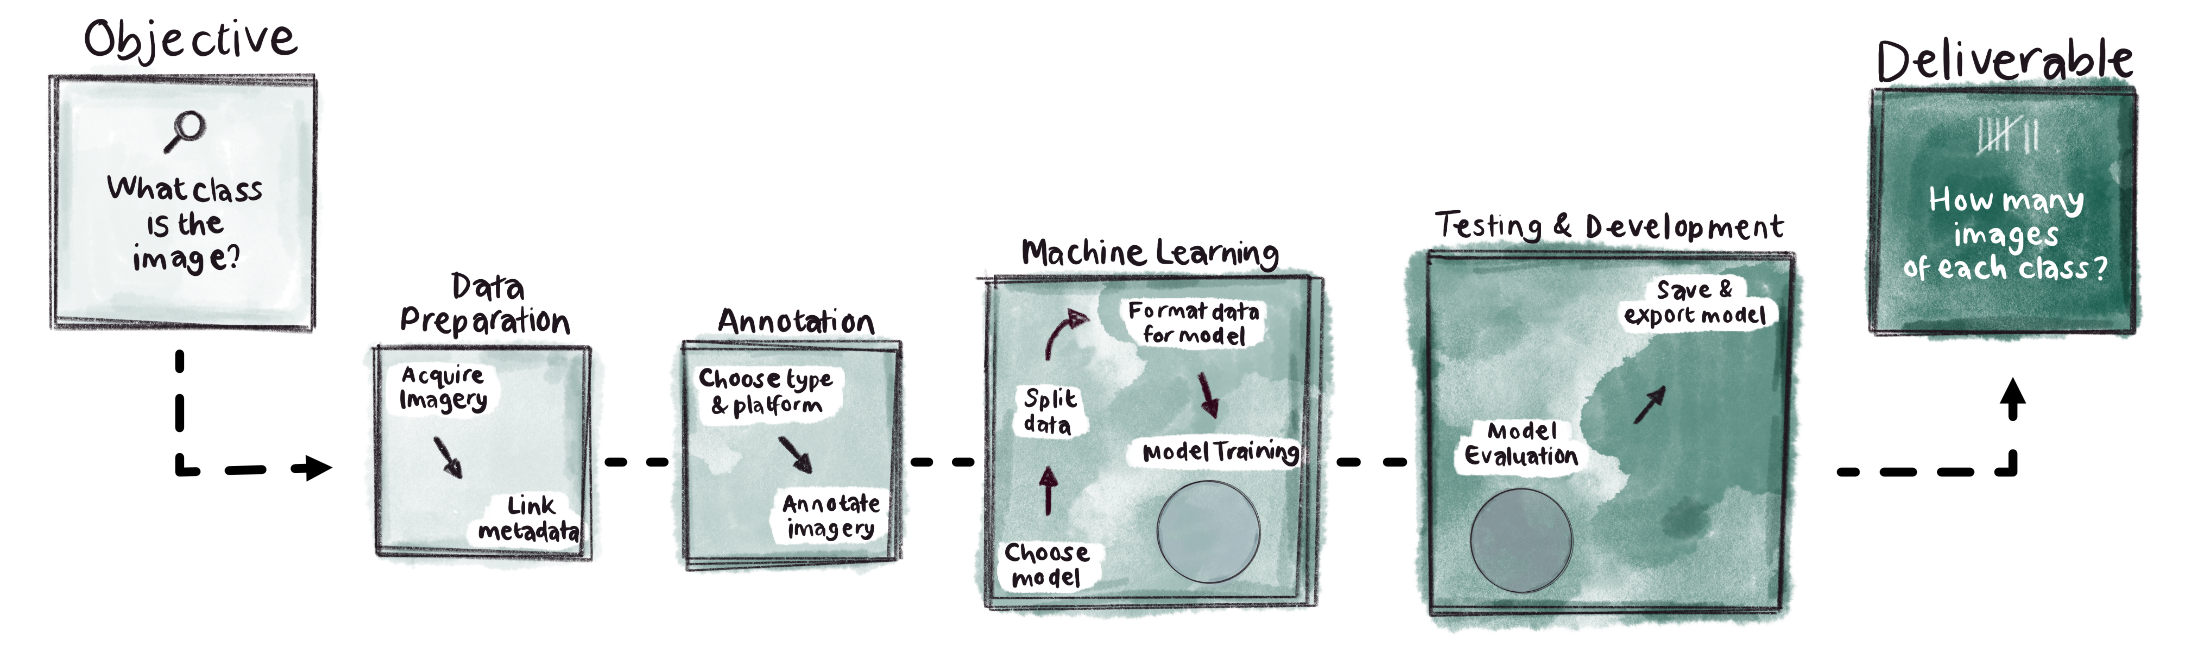 Objective
What class
is the
image?
Data
Preparation
Acquire
Imagery
Link
metadata
Annotation
Choose type
& platform
Annotate
imagery
Machine Learning
Choose
model
Split
data
Format data
for model
Model Training
Testing & Development
Model
Evaluation
Save &
export model
Deliverable
How many
images
of each class?